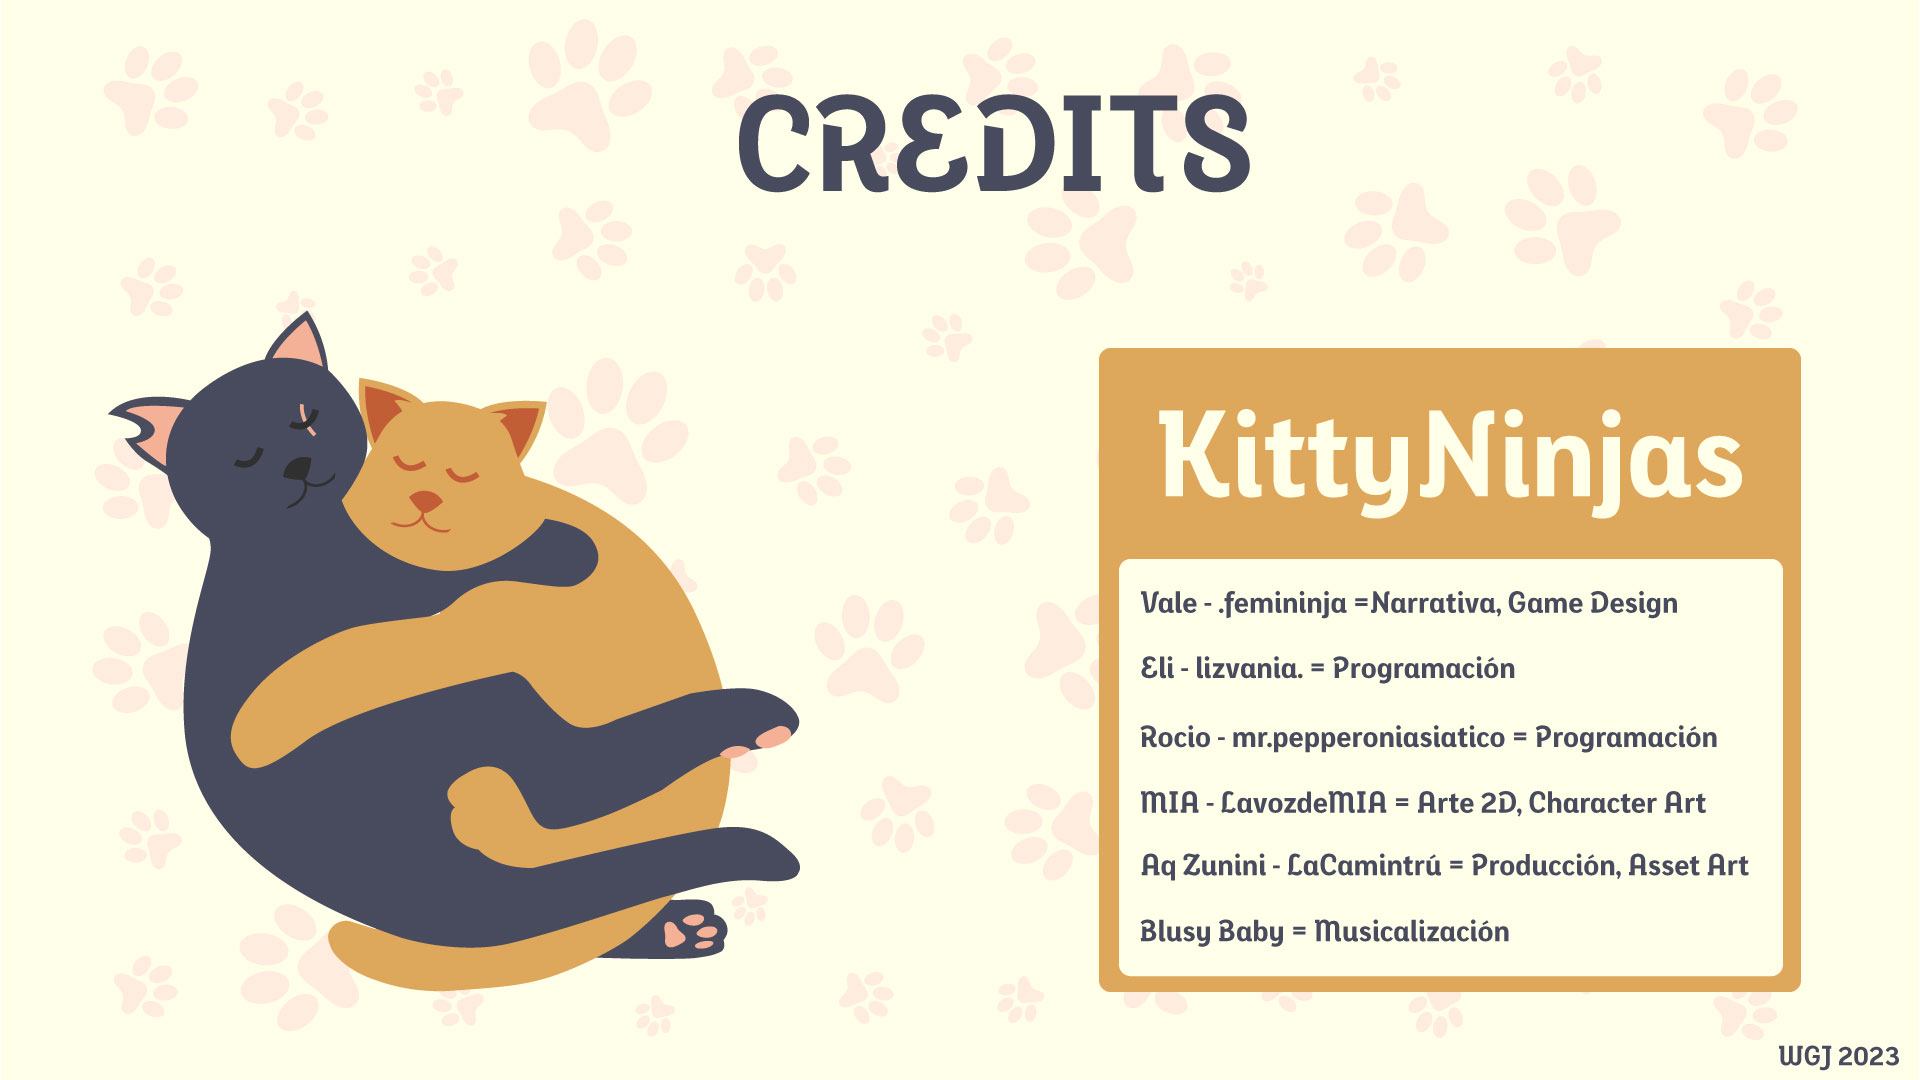 CREDITS
KittyNinjas
Vale - .femininja =Narrativa, Game Design
Eli - lizvania. = Programación
Rocio - mr.pepperoniasiatico = Programación
MIA - LavozdeMIA = Arte 2D, Character Art
Aq Zunini - LaCamintrú = Producción, Asset Art
Blusy Baby = Musicalización
WGJ 2023